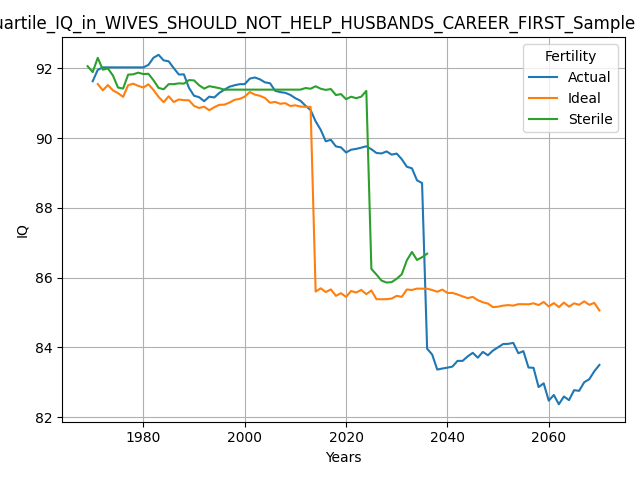 uartile_IQ_in_WIVES_SHOULD_NOT_HELP_HUSBANDS_CAREER_FIRST_Sample
Fertility
Actual
Ideal
Sterile
92
90
88
86
84
82
IQ
1980 2000 2020 2040 2060
Years